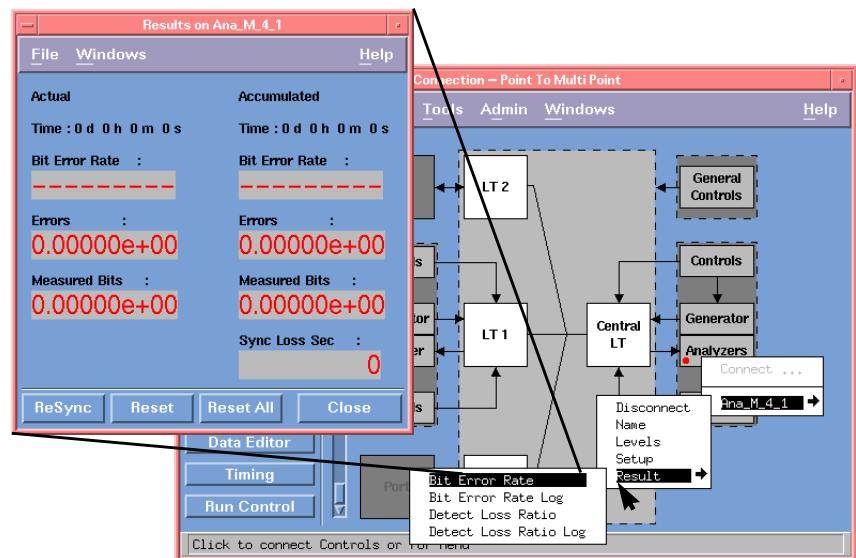 Results on Ana_M_4_1
File Windows Help
Actual Accumulated
Time : 0 d 0 h 0 m 0 s Time : 0 d 0 h 0 m 0 s
Bit Error Rate : Bit Error Rate :
--------- ---------
Errors : Errors :
0.00000e+00 0.00000e+00
Measured Bits : Measured Bits :
0.00000e+00 0.00000e+00
Sync Loss Sec :
0
ReSync Reset Reset All Close
Connection – Point To Multi Point
Tools Admin Windows Help
LT 2
General
Controls
s
Controls
tor
LT 1
Central
LT
Generator
er
Analyzers
s
Connect ...
Ana_M_4_1
Disconnect
Name
Levels
Setup
Result
Data Editor
Timing
Run Control
Port
Bit Error Rate
Bit Error Rate Log
Detect Loss Ratio
Detect Loss Ratio Log
Click to connect Controls or for menu